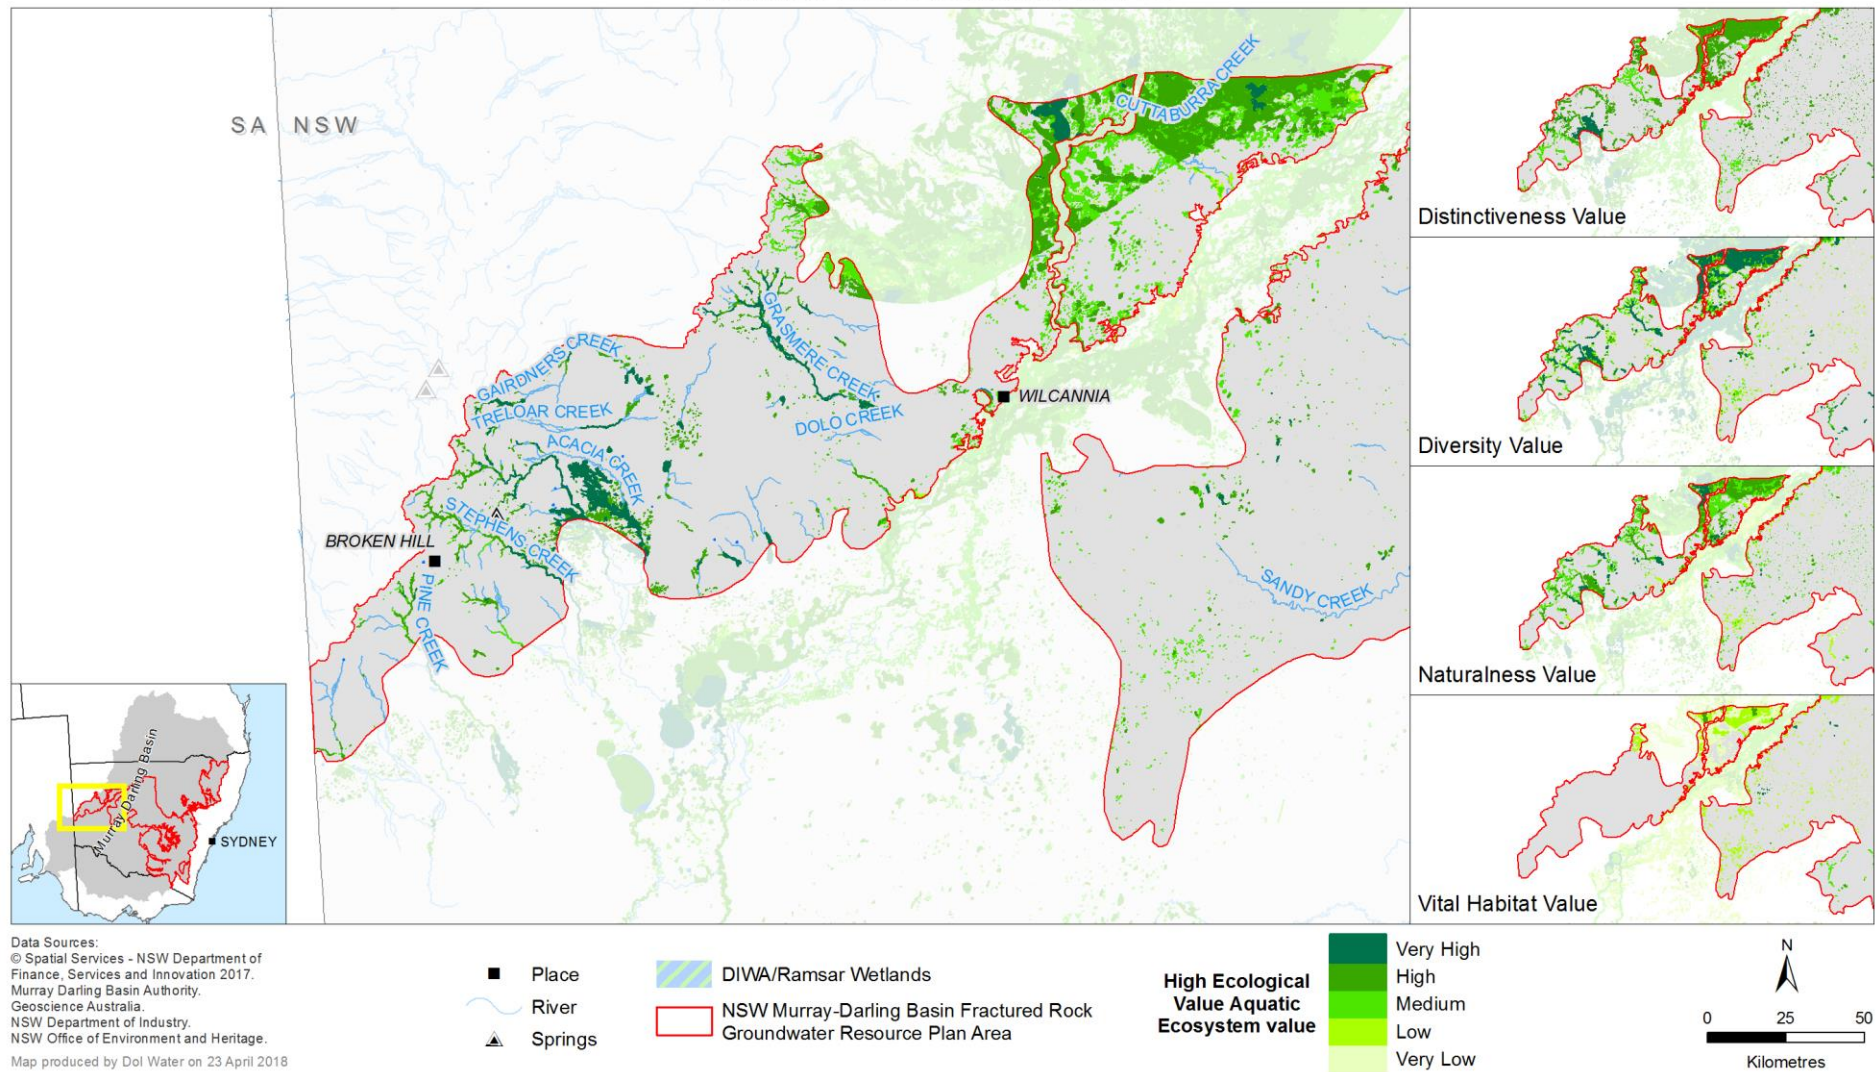 SA NSW
CUTTABURRA CREEK
GRASMERE CREEK
GAIRDNERS CREEK
TRELOAR CREEK
DOLO CREEK
WILCANNIA
ACACIA CREEK
STEPHENS CREEK
BROKEN HILL
PINE CREEK
SANDY CREEK
Distinctiveness Value
Diversity Value
Naturalness Value
Vital Habitat Value
Murray Darling Basin
SYDNEY
Data Sources:
© Spatial Services - NSW Department of
Finance, Services and Innovation 2017.
Murray Darling Basin Authority.
Geoscience Australia.
NSW Department of Industry.
NSW Office of Environment and Heritage.
Map produced by DoI Water on 23 April 2018
Place
River
Springs
DIWA/Ramsar Wetlands
NSW Murray-Darling Basin Fractured Rock
Groundwater Resource Plan Area
High Ecological
Value Aquatic
Ecosystem value
Very High
High
Medium
Low
Very Low
N
0 25 50
Kilometres